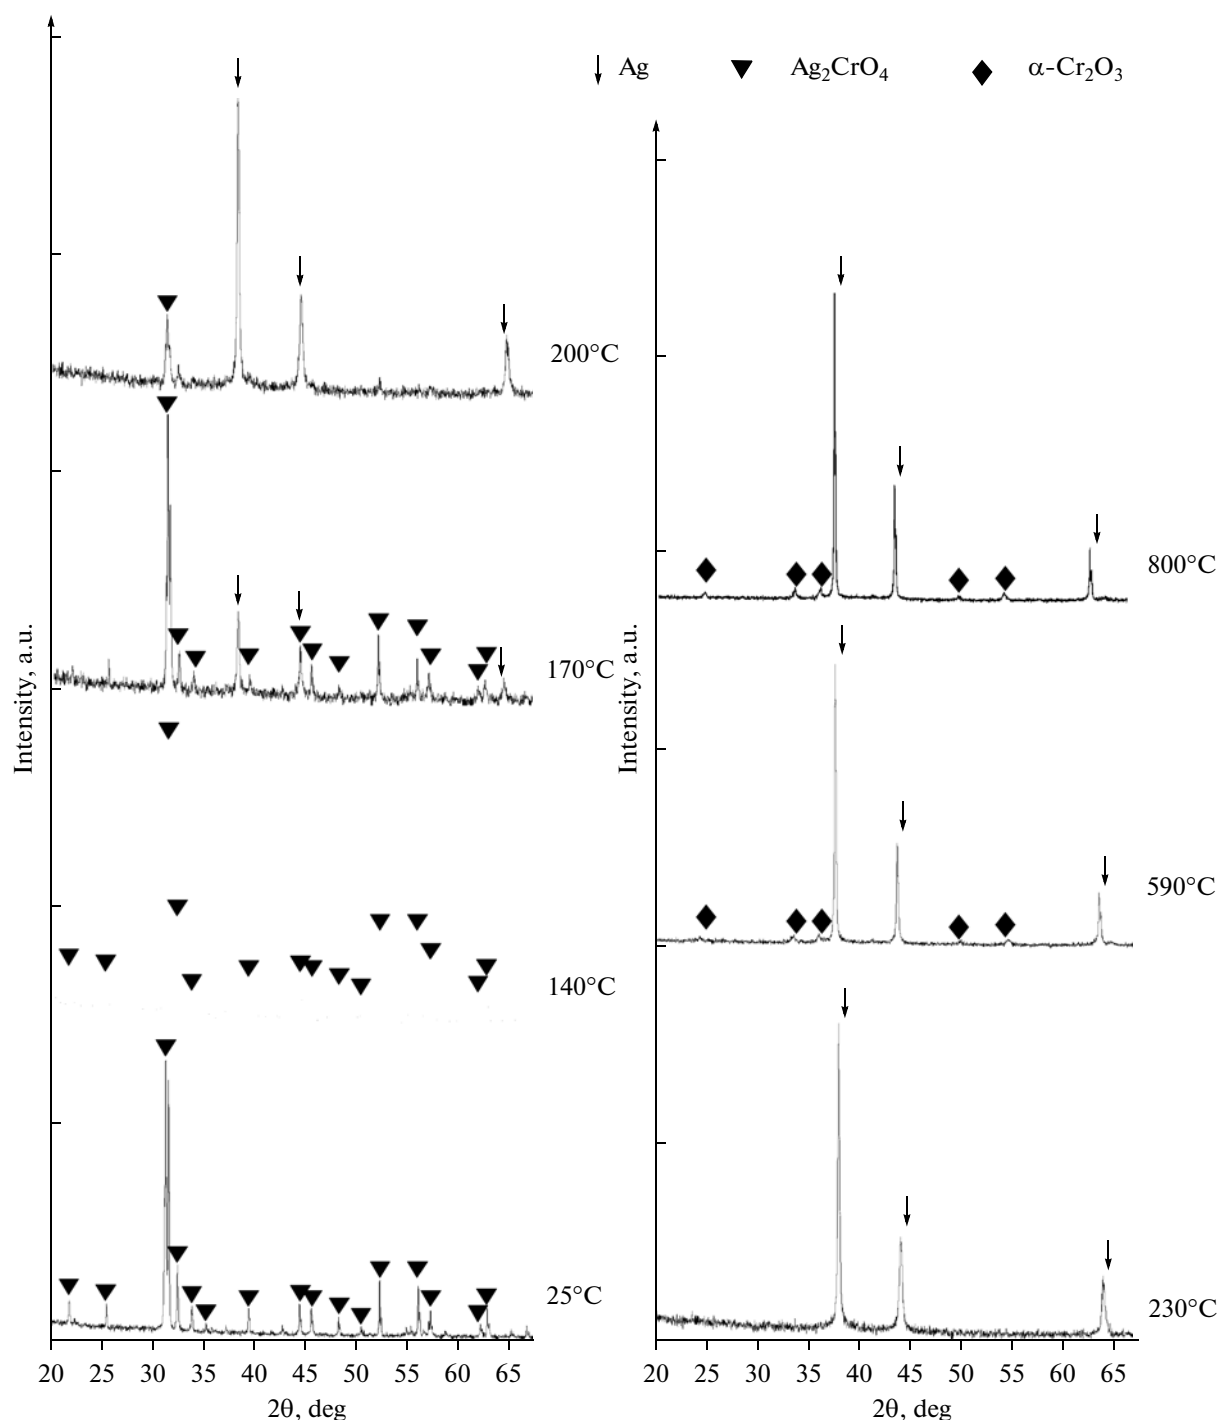 Ag Ag2CrO4 α-Cr2O3
200°C
170°C
140°C
25°C
Intensity, a.u.
20 25 30 35 40 45 50 55 60 65
2θ, deg
800°C
590°C
230°C
Intensity, a.u.
20 25 30 35 40 45 50 55 60 65
2θ, deg